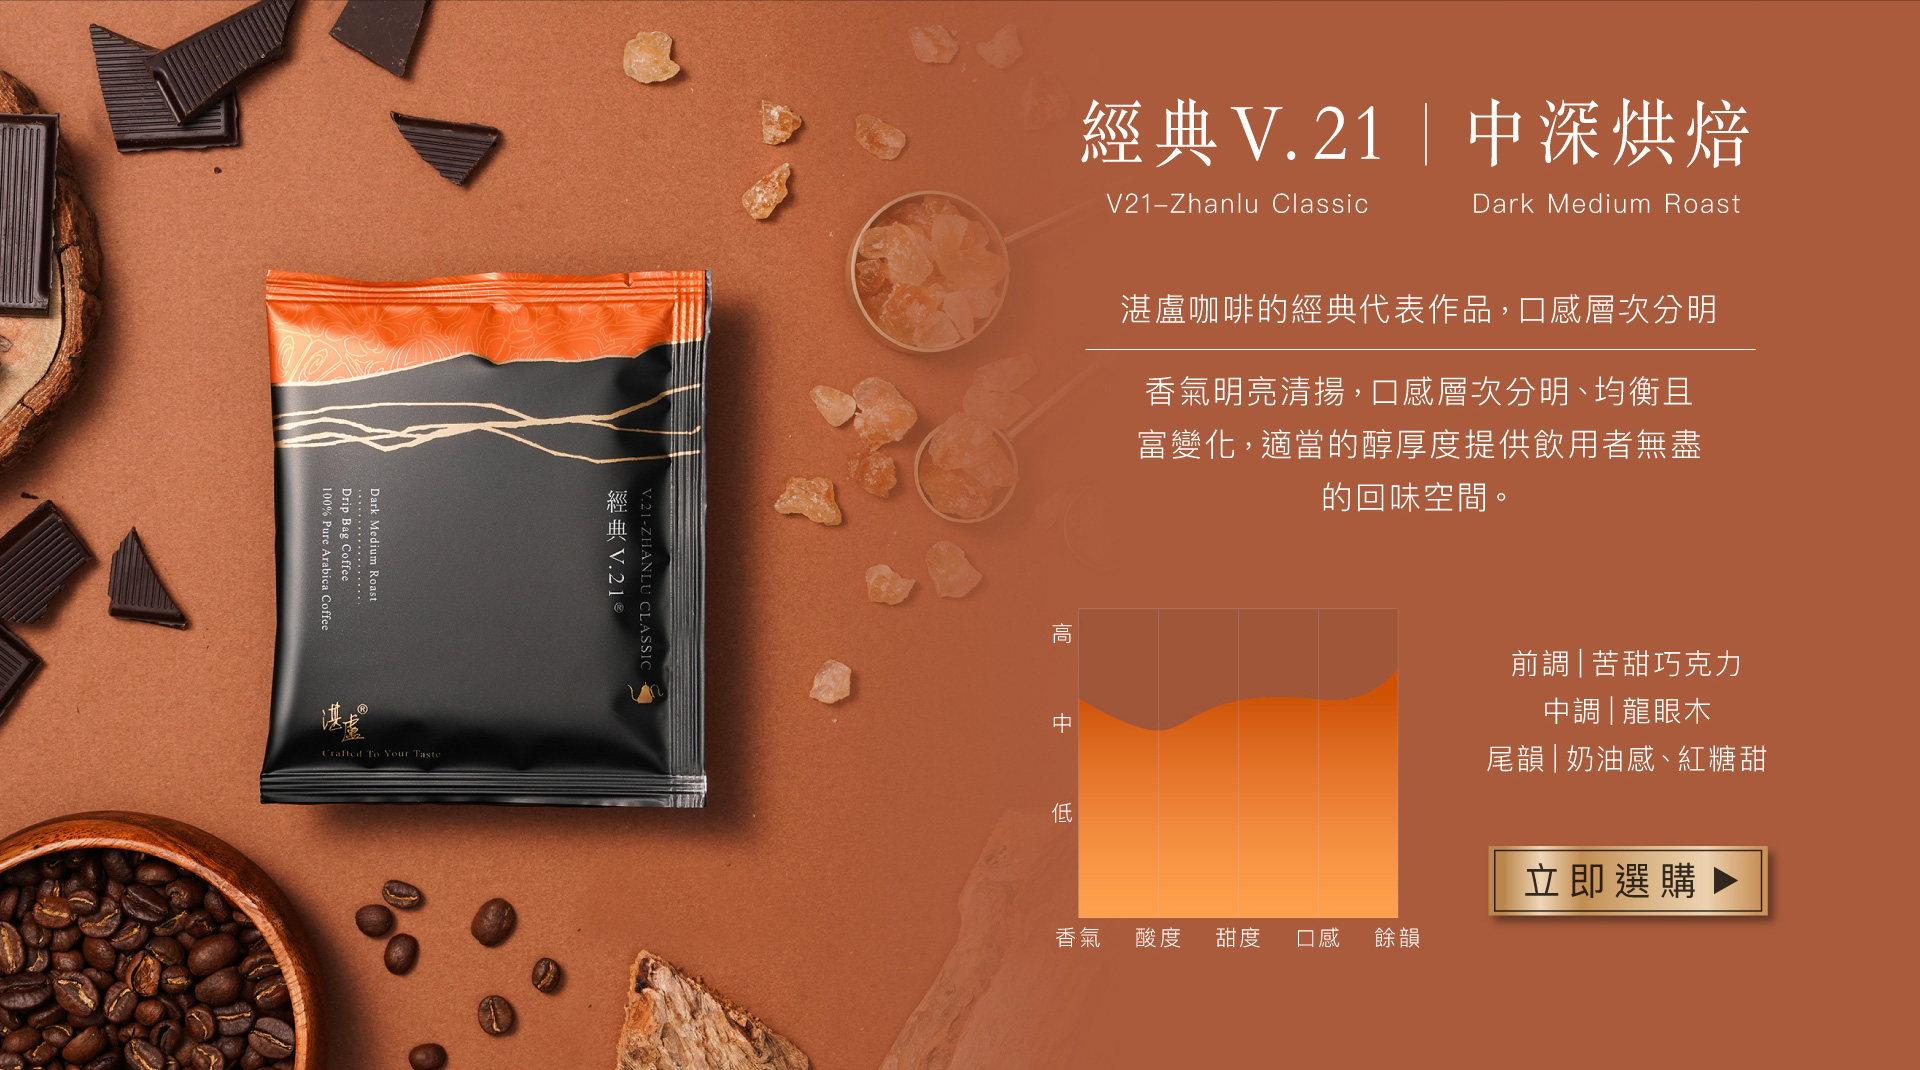 經典V.21｜中深烘焙
V21-Zhanlu Classic
Dark Medium Roast
湛盧咖啡的經典代表作品，口感層次分明
香氣明亮清揚，口感層次分明、均衡且
富變化，適當的醇厚度提供飲用者無盡
的回味空間。
高
中
低
香氣 酸度 甜度 口感 餘韻
前調|苦甜巧克力
中調|龍眼木
尾韻|奶油感、紅糖甜
立即選購▶
V.21-ZHANLU CLASSIC
經典 V.21®
Dark Medium Roast
Drip Bag Coffee
100% Pure Arabica Coffee
湛盧®
Crafted To Your Taste